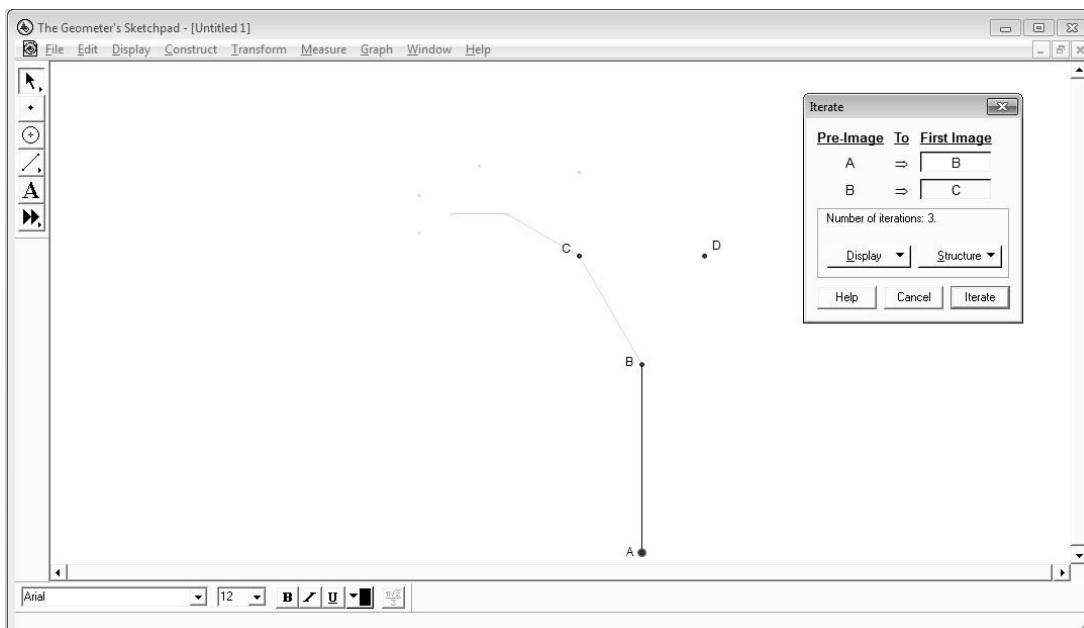 The Geometer's Sketchpad - [Untitled 1]
File Edit Display Construct Transform Measure Graph Window Help
A
Iterate
Pre-Image To First Image
A ⇒ B
B ⇒ C
Number of iterations: 3.
Display Structure
Help Cancel Iterate
C
D
B
A
Arial 12 B I U